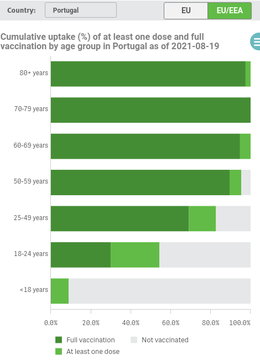 Country: Portugal EU EU/EEA
Cumulative uptake (%) of at least one dose and full
vaccination by age group in Portugal as of 2021-08-19
80+ years
70-79 years
60-69 years
50-59 years
25-49 years
18-24 years
<18 years
0.0% 20.0% 40.0% 60.0% 80.0% 100.0%
Full vaccination Not vaccinated
At least one dose